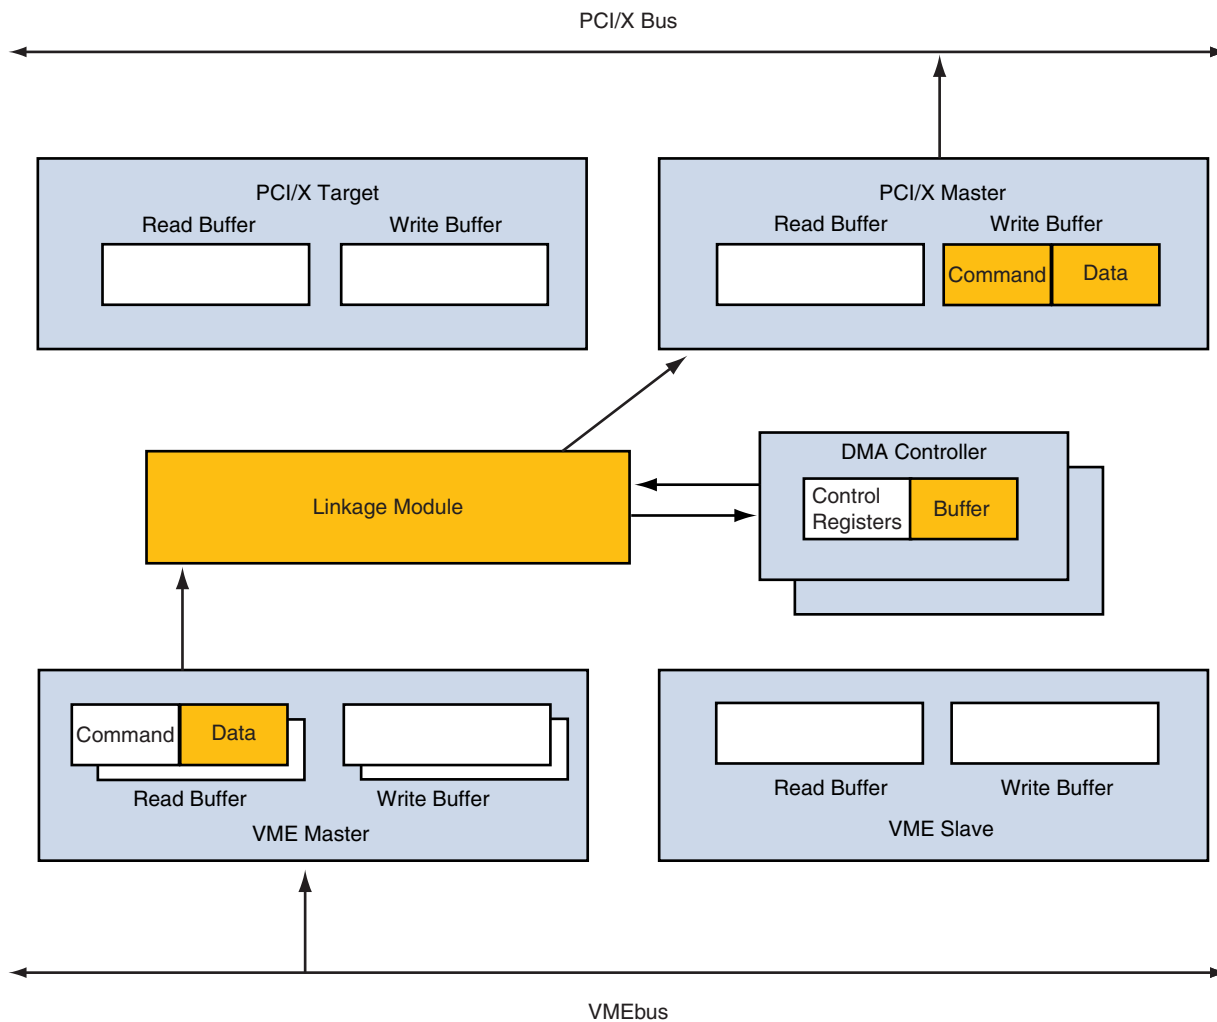 PCI/X Bus
PCI/X Target
Read Buffer
Write Buffer
PCI/X Master
Read Buffer
Write Buffer
Command
Data
Linkage Module
DMA Controller
Control
Registers
Buffer
Command
Data
Read Buffer
Write Buffer
VME Master
Read Buffer
Write Buffer
VME Slave
VMEbus